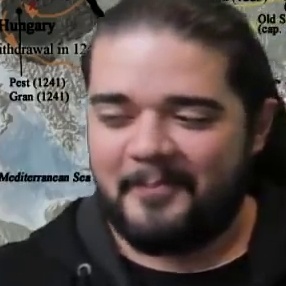 Hungary
ithdrawal in 12
Pest (1241)
Gran (1241)
Mediterranean Sea
Old S
(cap.